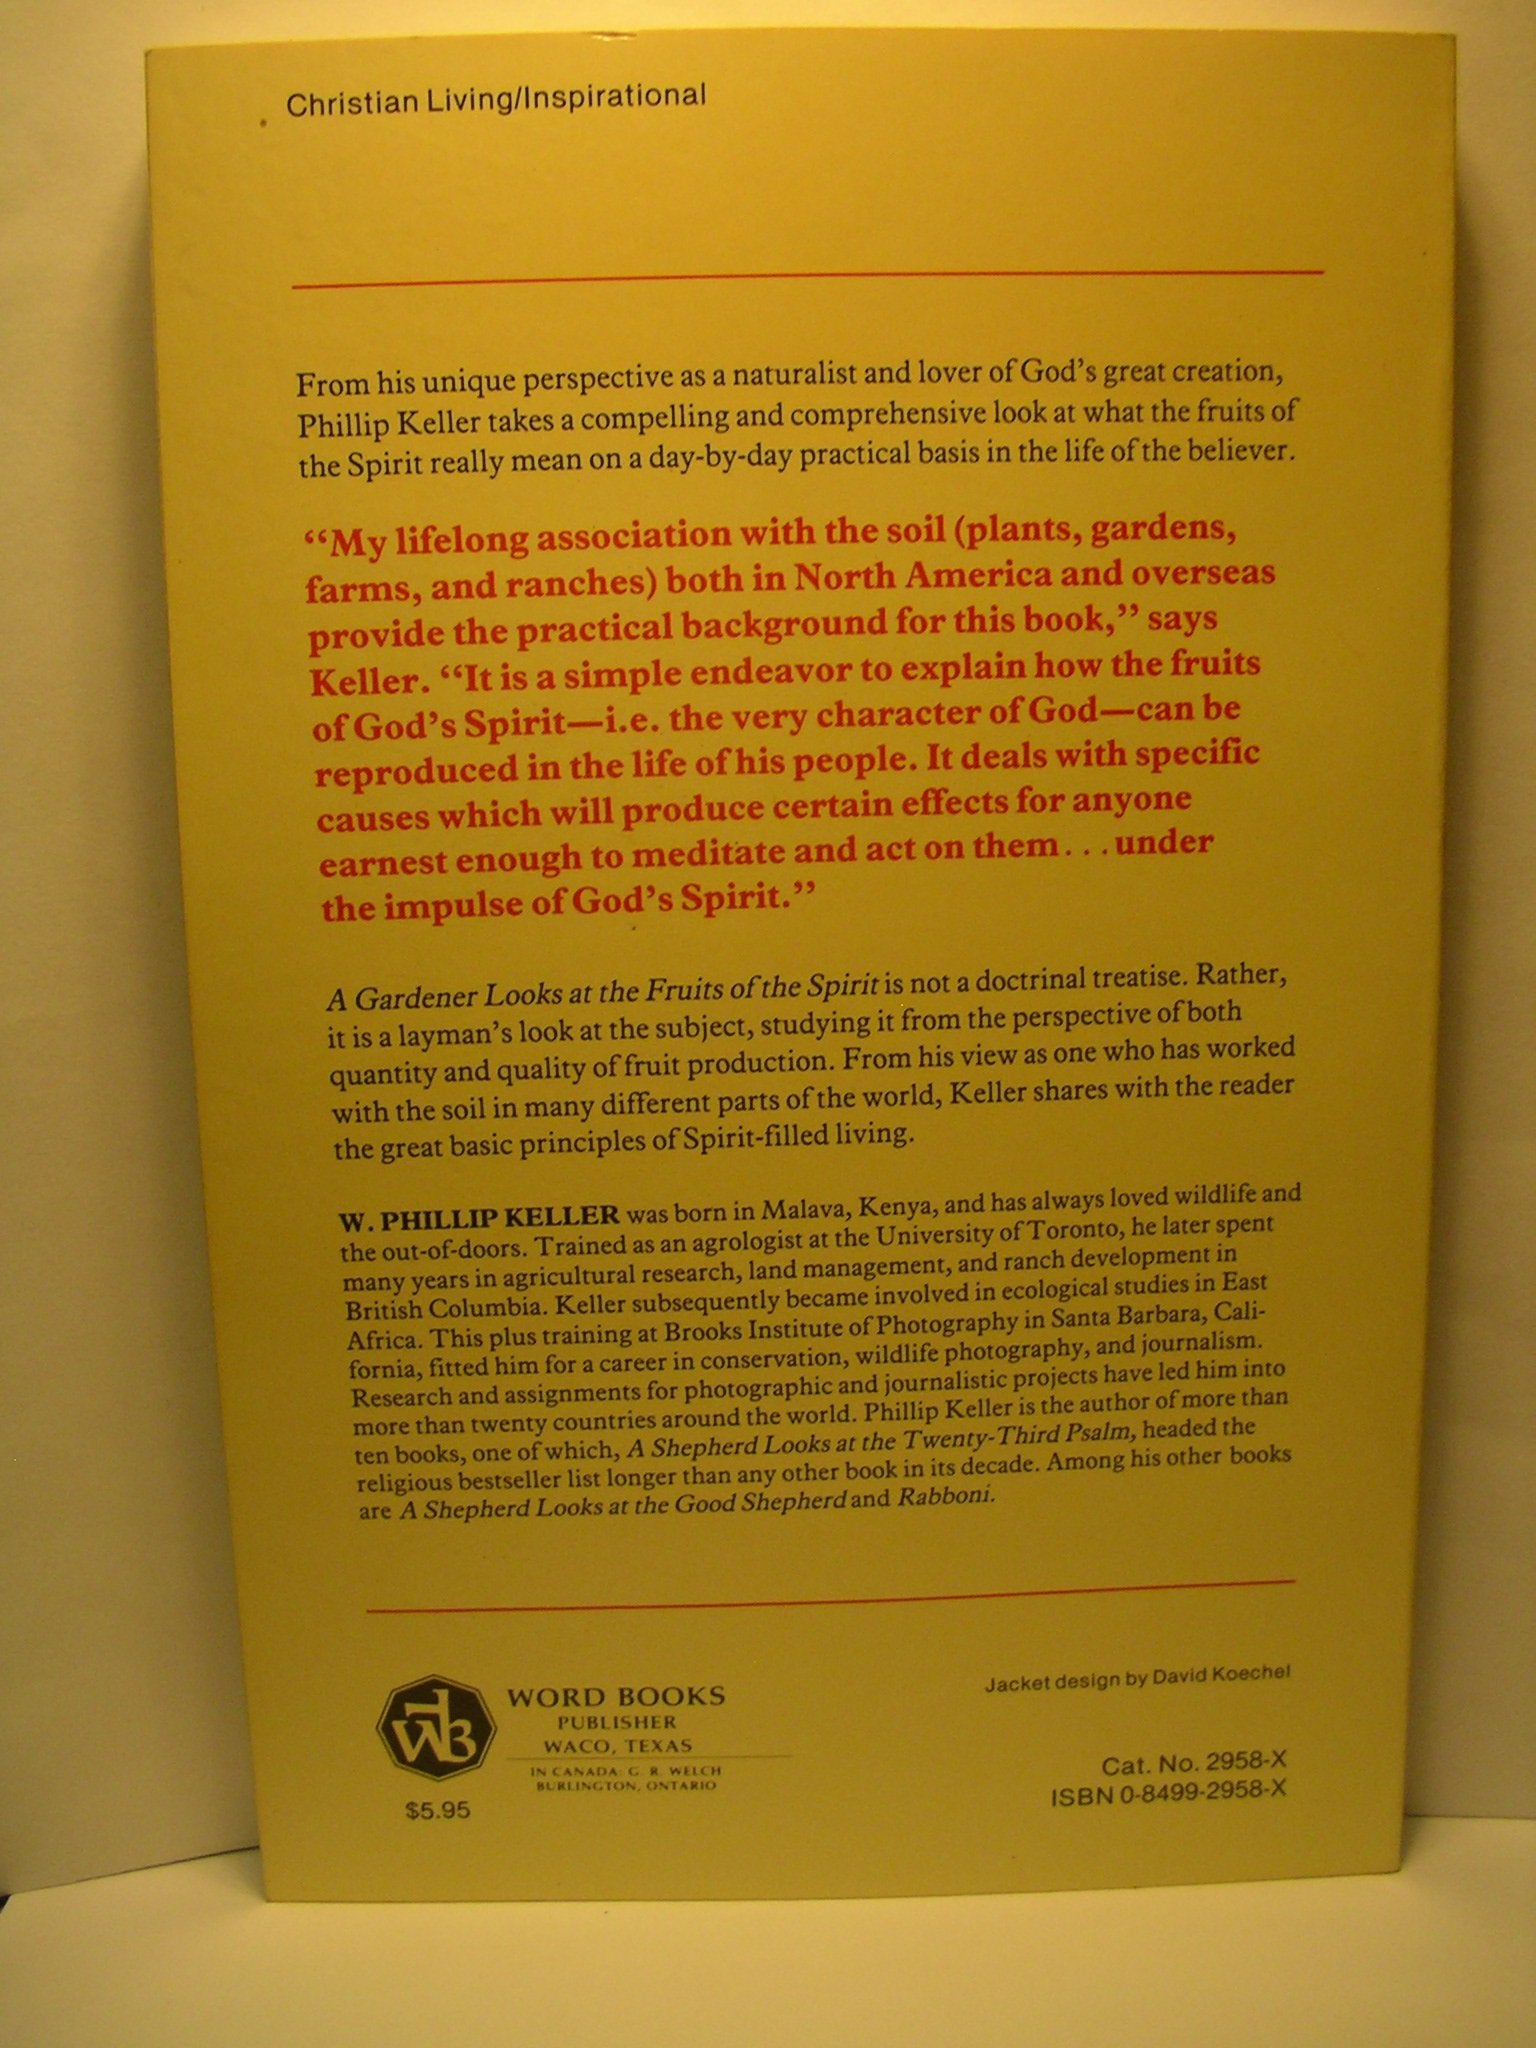 Christian Living/Inspirational
From his unique perspective as a naturalist and lover of God's great creation,
Phillip Keller takes a compelling and comprehensive look at what the fruits of
the Spirit really mean on a day-by-day practical basis in the life of the believer.
“My lifelong association with the soil (plants, gardens,
farms, and ranches) both in North America and overseas
provide the practical background for this book,” says
Keller. “It is a simple endeavor to explain how the fruits
of God's Spirit—i.e. the very character of God—can be
reproduced in the life of his people. It deals with specific
causes which will produce certain effects for anyone
earnest enough to meditate and act on them. . . under
the impulse of God's Spirit.”
A Gardener Looks at the Fruits of the Spirit is not a doctrinal treatise. Rather,
it is a layman's look at the subject, studying it from the perspective of both
quantity and quality of fruit production. From his view as one who has worked
with the soil in many different parts of the world, Keller shares with the reader
the great basic principles of Spirit-filled living.
W. PHILLIP KELLER was born in Malava, Kenya, and has always loved wildlife and
the out-of-doors. Trained as an agrologist at the University of Toronto, he later spent
many years in agricultural research, land management, and ranch development in
British Columbia. Keller subsequently became involved in ecological studies in East
Africa. This plus training at Brooks Institute of Photography in Santa Barbara, Cali-
fornia, fitted him for a career in conservation, wildlife photography, and journalism.
Research and assignments for photographic and journalistic projects have led him into
more than twenty countries around the world. Phillip Keller is the author of more than
ten books, one of which, A Shepherd Looks at the Twenty-Third Psalm, headed the
religious bestseller list longer than any other book in its decade. Among his other books
are A Shepherd Looks at the Good Shepherd and Rabboni.
Jacket design by David Koechel
WB
WORD BOOKS
PUBLISHER
WACO, TEXAS
IN CANADA: G. R. WELCH
BURLINGTON, ONTARIO
$5.95
Cat. No. 2958-X
ISBN 0-8499-2958-X